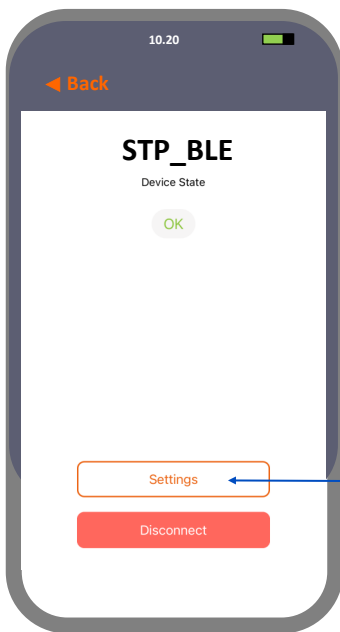 10.20
◀ Back
STP_BLE
Device State
OK
Settings
Disconnect